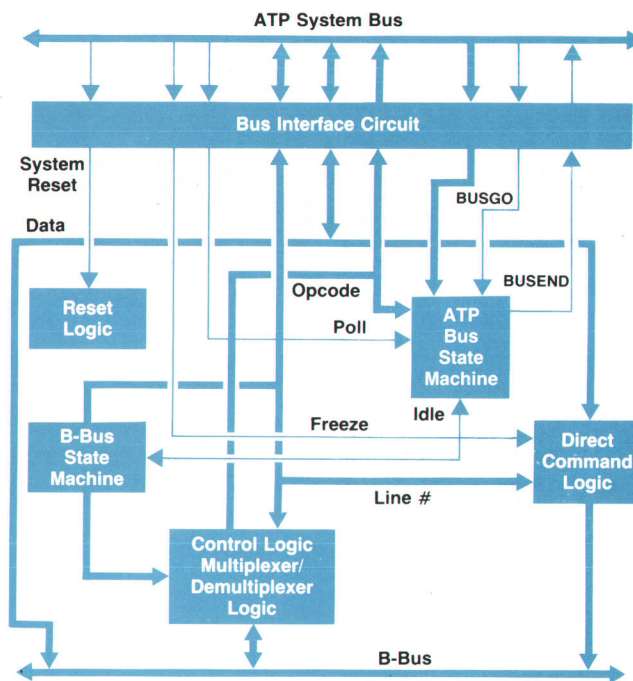 ATP System Bus
Bus Interface Circuit
System
Reset
BUSGO
Data
Opcode
BUSEND
Reset
Logic
ATP
Bus
State
Machine
Poll
Idle
Freeze
B-Bus
State
Machine
Direct
Command
Logic
Line #
Control Logic
Multiplexer/
Demultiplexer
Logic
B-Bus